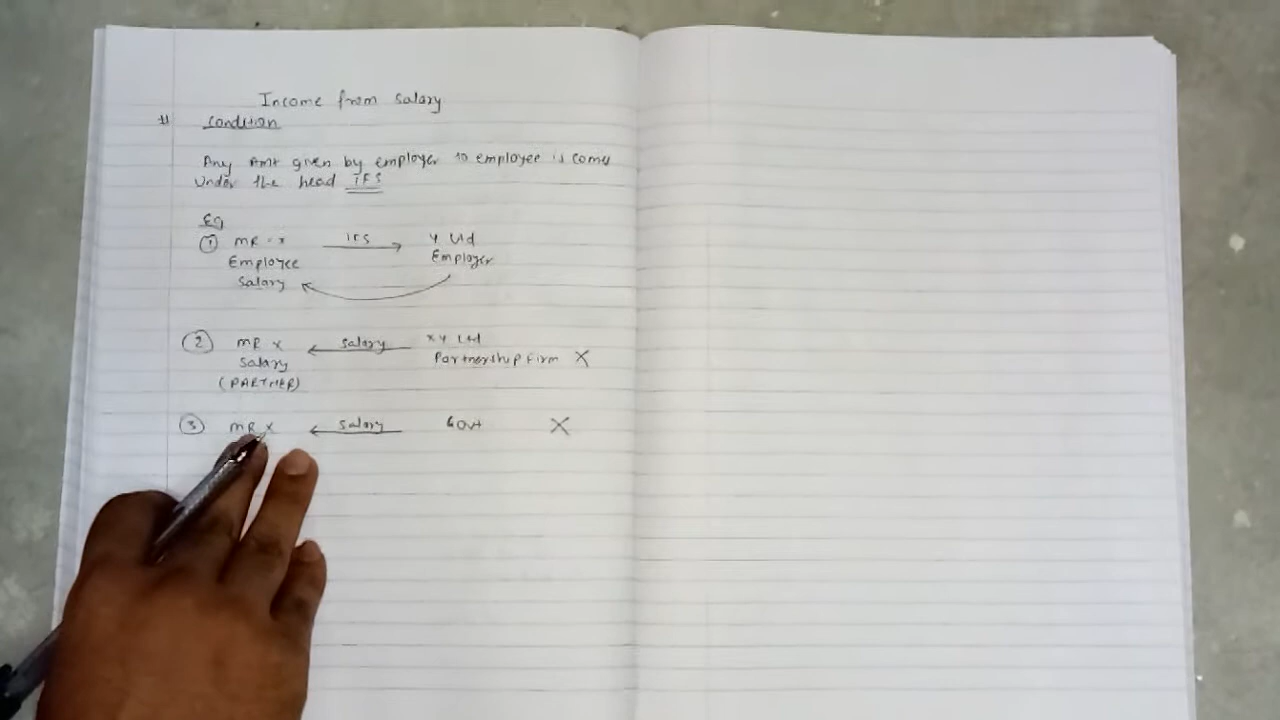 Income from Salary
1) Condition
Any Amt given by employer to employee is comes
Under the head IFS
Eg
① MR. X IFS Y Ltd
Employee Employer
Salary
② MR X Salary XY Ltd
Salary Partnership Firm X
(PARTNER)
③ MR X Salary Govt X